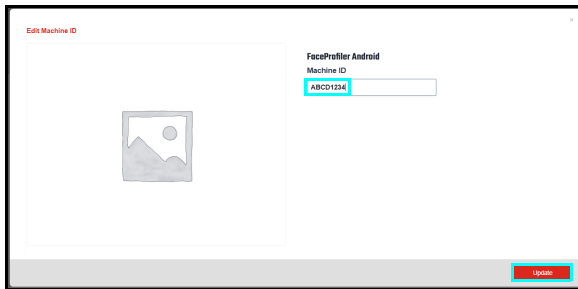 ×
Edit Machine ID
FaceProfiler Android
Machine ID
ABCD1234
Update